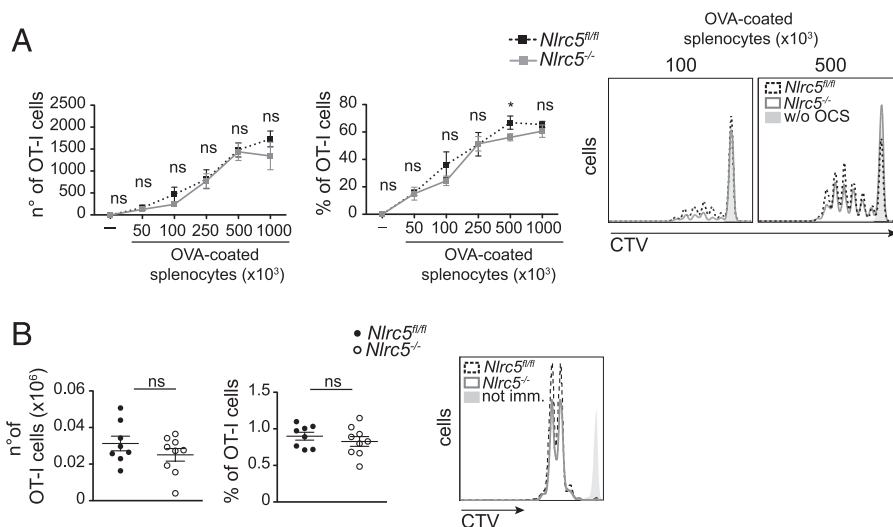 A
Nlrc5fl/fl
Nlrc5-/-
n° of OT-I cells
2500
2000
1500
1000
500
0
ns ns ns ns ns ns
– 50 100 250 500 1000
OVA-coated
splenocytes (x10³)
% of OT-I cells
80
60
40
20
0
ns ns ns ns * ns
– 50 100 250 500 1000
OVA-coated
splenocytes (x10³)
OVA-coated
splenocytes (x10³)
100 500
cells
Nlrc5fl/fl
Nlrc5-/-
w/o OCS
CTV
B
Nlrc5fl/fl
Nlrc5-/-
n°of
OT-I cells (x10⁶)
0.06
0.04
0.02
0
ns
% of OT-I cells
1.5
1.0
0.5
0
ns
cells
Nlrc5fl/fl
Nlrc5-/-
not imm.
CTV